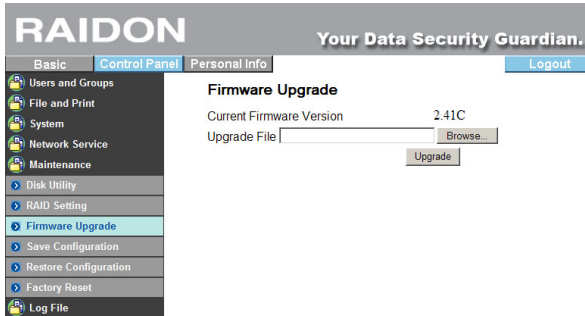 RAIDON
Your Data Security Guardian.
Basic Control Panel Personal Info Logout
Users and Groups
File and Print
System
Network Service
Maintenance
Disk Utility
RAID Setting
Firmware Upgrade
Save Configuration
Restore Configuration
Factory Reset
Log File
Firmware Upgrade
Current Firmware Version 2.41C
Upgrade File Browse...
Upgrade